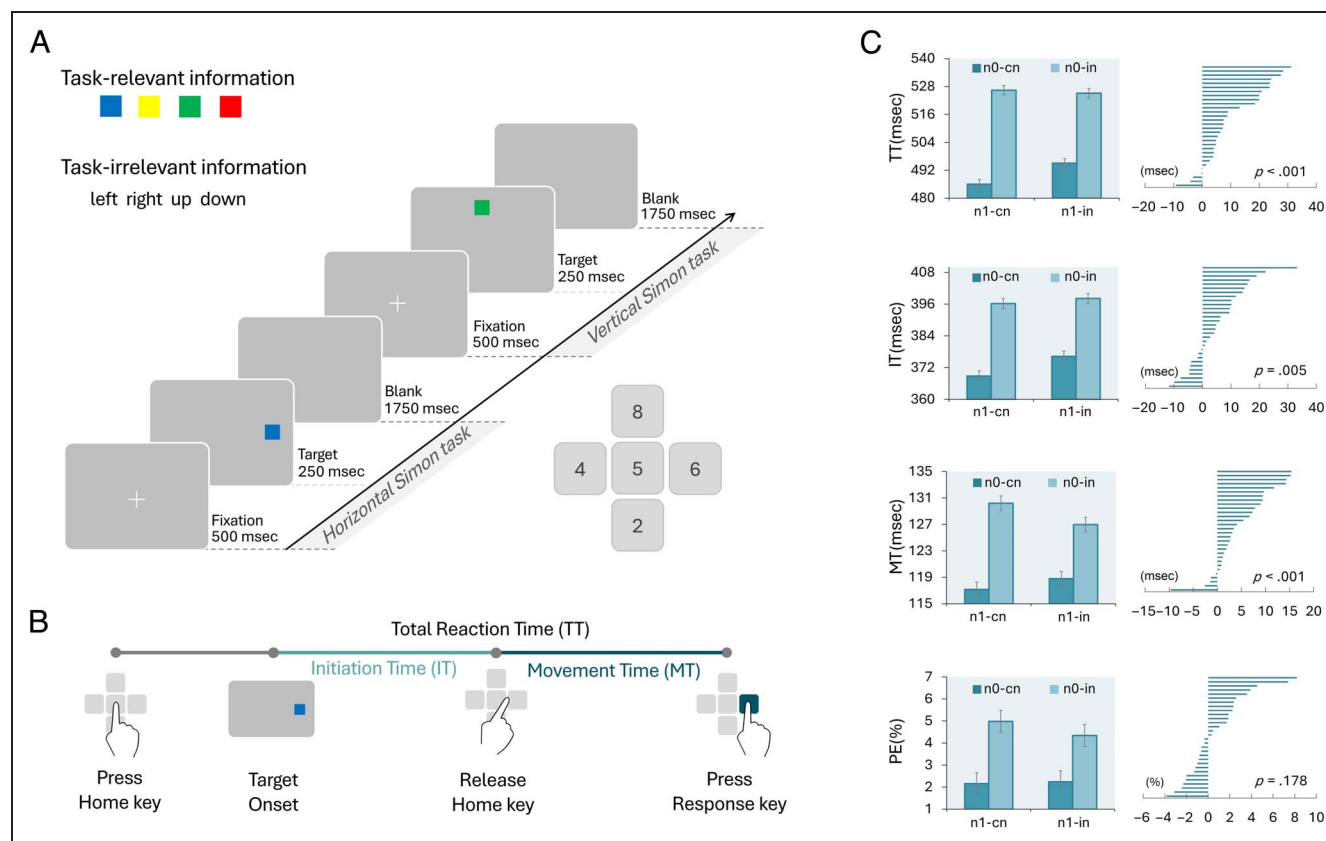 A
Task-relevant information
Task-irrelevant information
left right up down
Blank
1750 msec
Target
250 msec
Fixation
500 msec
Blank
1750 msec
Target
250 msec
Fixation
500 msec
Horizontal Simon task
Vertical Simon task
8
4 5 6
2
B
Total Reaction Time (TT)
Initiation Time (IT)
Movement Time (MT)
Press
Home key
Target
Onset
Release
Home key
Press
Response key
C
TT(msec)
540
528
516
504
492
480
n0-cn n0-in
n1-cn n1-in
(msec)
p < .001
−20 −10 0 10 20 30 40
IT(msec)
408
396
384
372
360
n0-cn n0-in
n1-cn n1-in
(msec)
p = .005
−20 −10 0 10 20 30 40
MT(msec)
135
131
127
123
119
115
n0-cn n0-in
n1-cn n1-in
(msec)
p < .001
−15 −10 −5 0 5 10 15 20
PE(%)
7
6
5
4
3
2
1
n0-cn n0-in
n1-cn n1-in
(%)
p = .178
−6 −4 −2 0 2 4 6 8 10